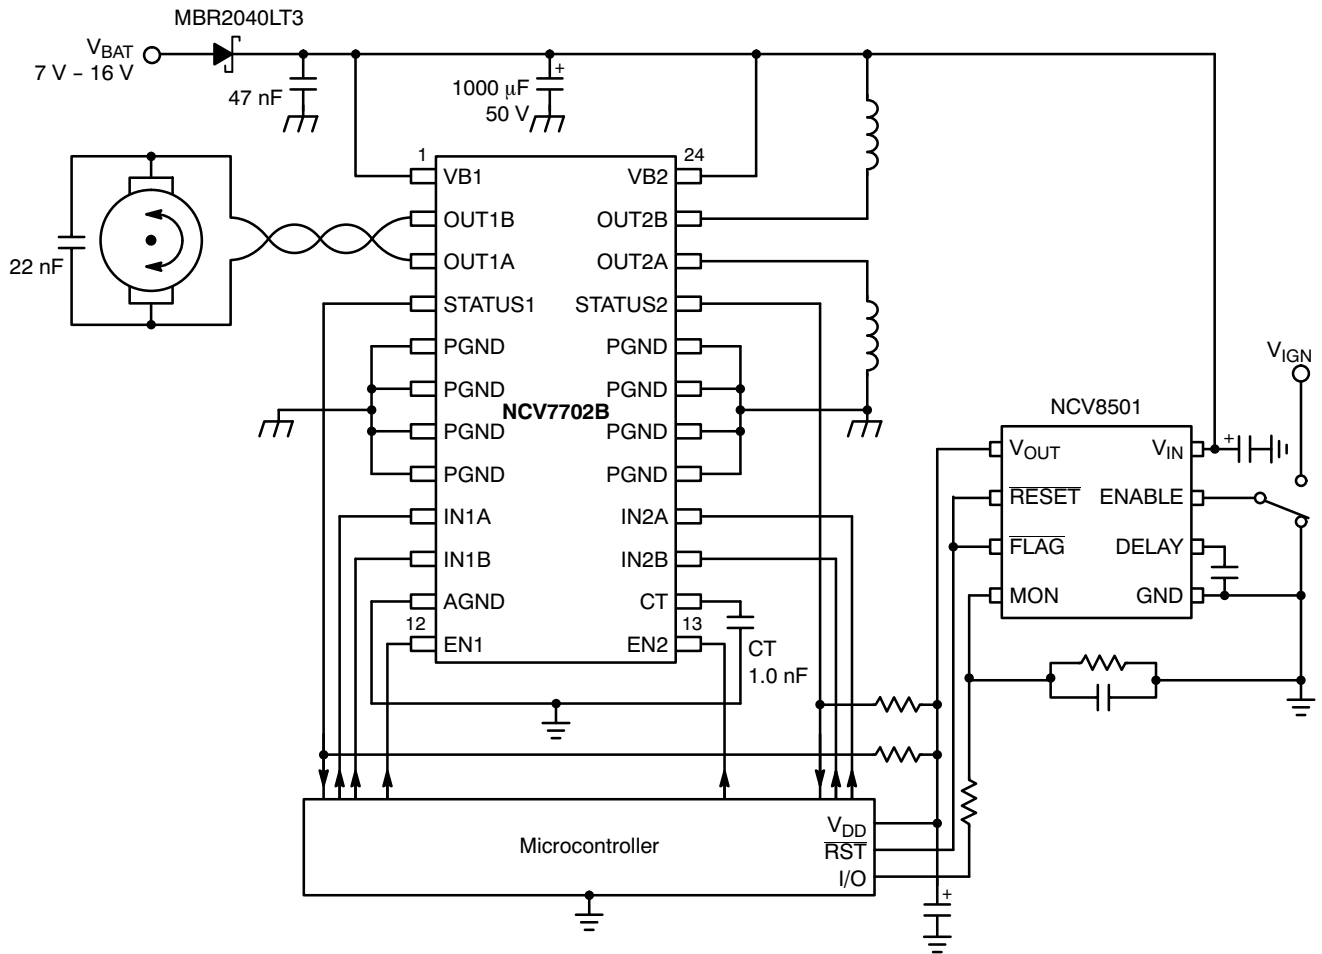 MBR2040LT3
VBAT
7 V – 16 V
47 nF
+
1000 μF
50 V
22 nF
1
24
VB1
VB2
OUT1B
OUT2B
OUT1A
OUT2A
STATUS1
STATUS2
PGND
PGND
PGND
PGND
NCV7702B
PGND
PGND
PGND
PGND
IN1A
IN2A
IN1B
IN2B
AGND
CT
12
13
EN1
EN2
CT
1.0 nF
VIGN
NCV8501
VOUT
VIN
+
RESET
ENABLE
FLAG
DELAY
MON
GND
Microcontroller
VDD
RST
I/O
+